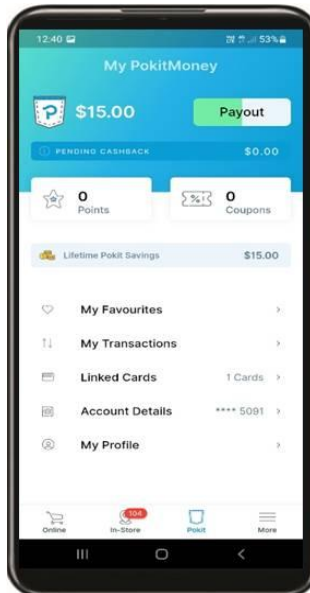 12:40 53%
My PokitMoney
$15.00 Payout
PENDING CASHBACK $0.00
0 0
Points Coupons
Lifetime Pokit Savings $15.00
My Favourites
My Transactions
Linked Cards 1 Cards
Account Details **** 5091
My Profile
104
Online In-Store Pokit More